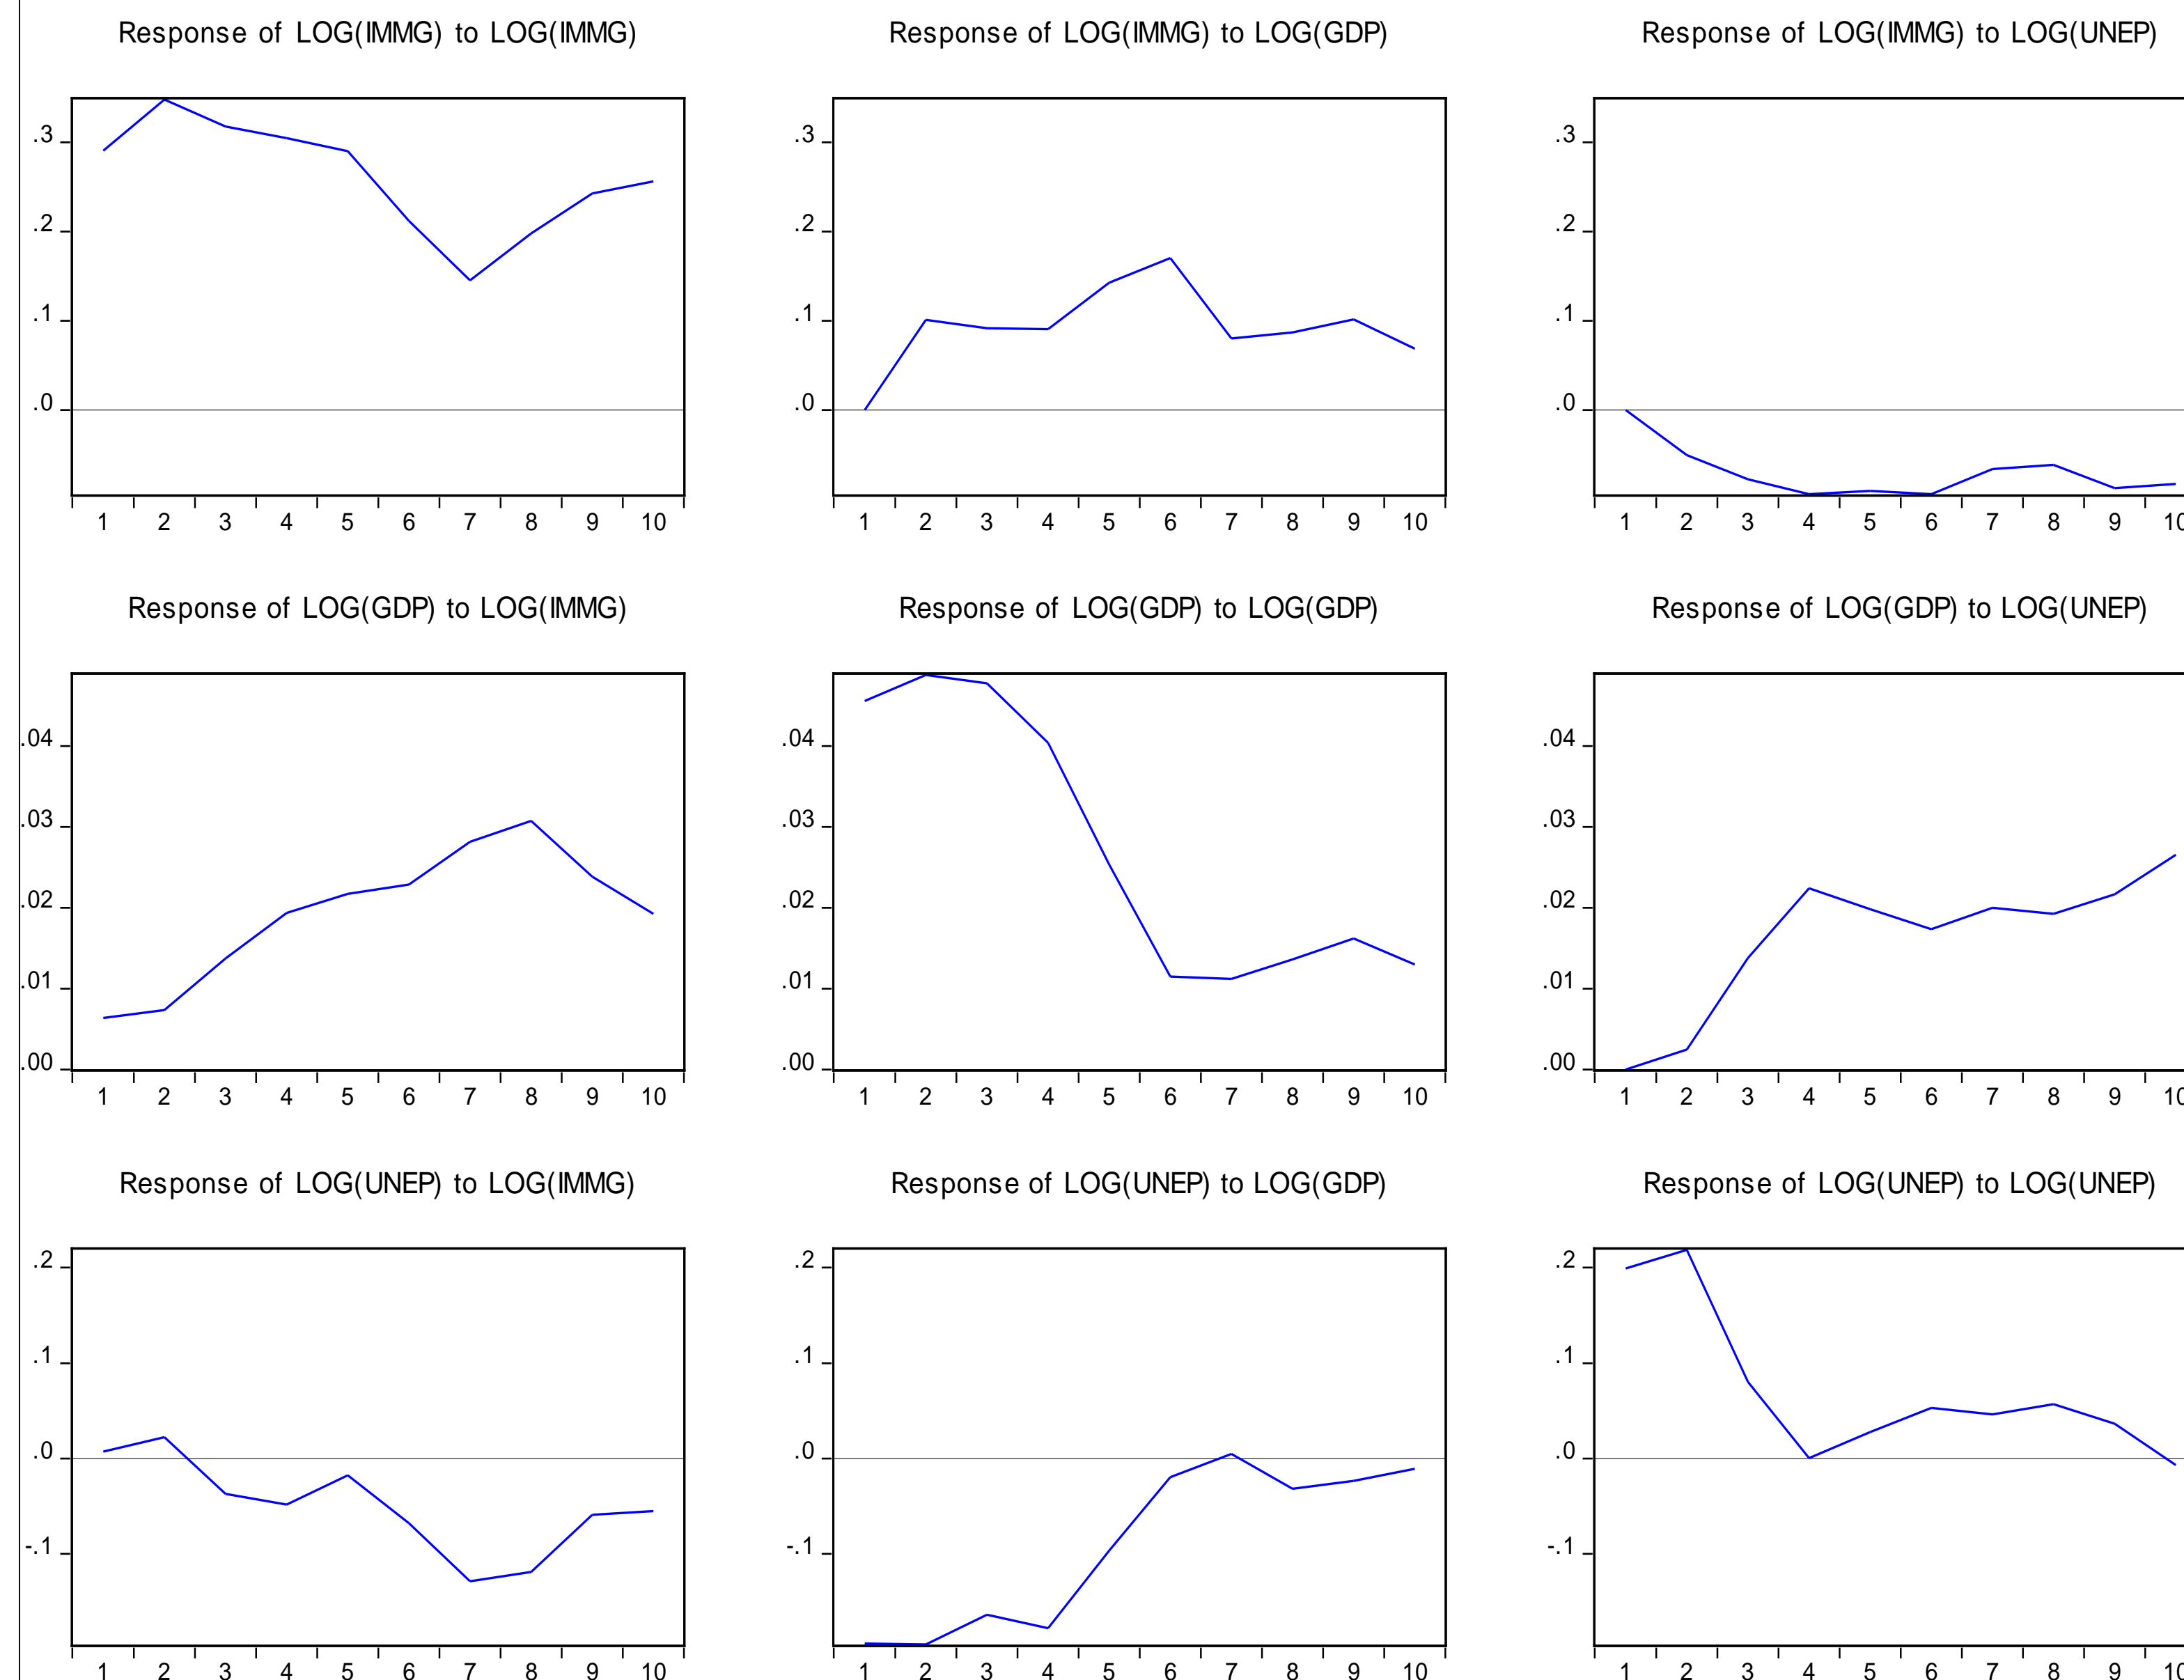 Response of LOG(IMMG) to LOG(IMMG)
Response of LOG(IMMG) to LOG(GDP)
Response of LOG(IMMG) to LOG(UNEP)
.3
.2
.1
.0
1 2 3 4 5 6 7 8 9 10
.3
.2
.1
.0
1 2 3 4 5 6 7 8 9 10
.3
.2
.1
.0
1 2 3 4 5 6 7 8 9 10
Response of LOG(GDP) to LOG(IMMG)
Response of LOG(GDP) to LOG(GDP)
Response of LOG(GDP) to LOG(UNEP)
.04
.03
.02
.01
.00
1 2 3 4 5 6 7 8 9 10
.04
.03
.02
.01
.00
1 2 3 4 5 6 7 8 9 10
.04
.03
.02
.01
.00
1 2 3 4 5 6 7 8 9 10
Response of LOG(UNEP) to LOG(IMMG)
Response of LOG(UNEP) to LOG(GDP)
Response of LOG(UNEP) to LOG(UNEP)
.2
.1
.0
-.1
1 2 3 4 5 6 7 8 9 10
.2
.1
.0
-.1
1 2 3 4 5 6 7 8 9 10
.2
.1
.0
-.1
1 2 3 4 5 6 7 8 9 10